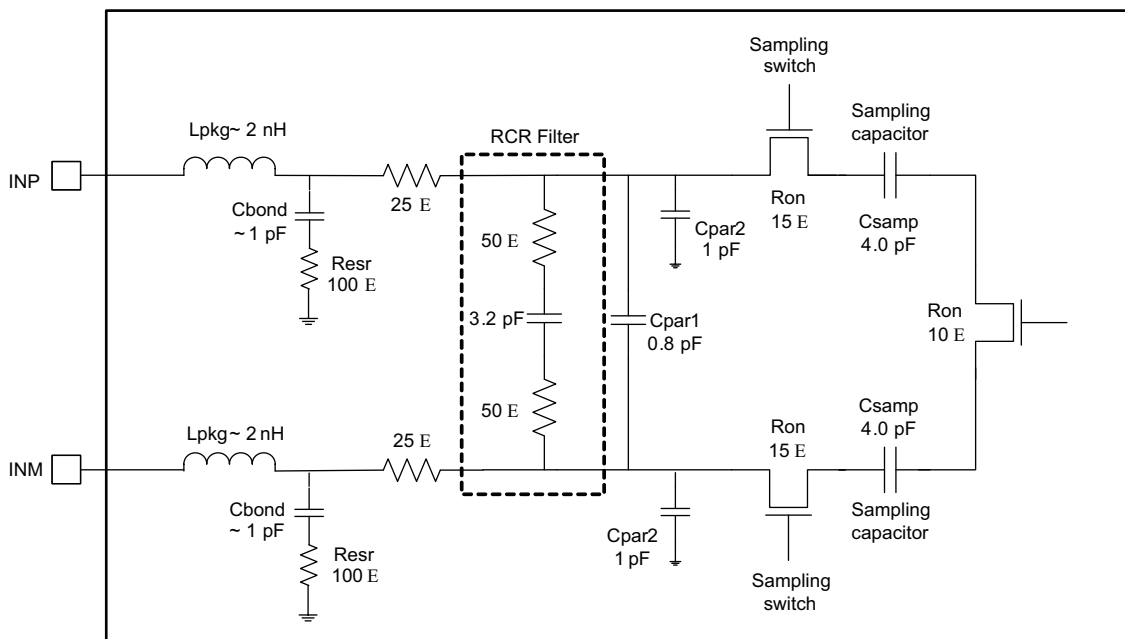 Sampling
switch
Sampling
capacitor
Lpkg~ 2 nH
RCR Filter
INP
25 E
Cbond
~ 1 pF
50 E
Cpar2
1 pF
Ron
15 E
Csamp
4.0 pF
Resr
100 E
3.2 pF
Cpar1
0.8 pF
Ron
10 E
50 E
Lpkg~ 2 nH
25 E
Ron
15 E
Csamp
4.0 pF
INM
Cbond
~ 1 pF
Cpar2
1 pF
Sampling
capacitor
Resr
100 E
Sampling
switch